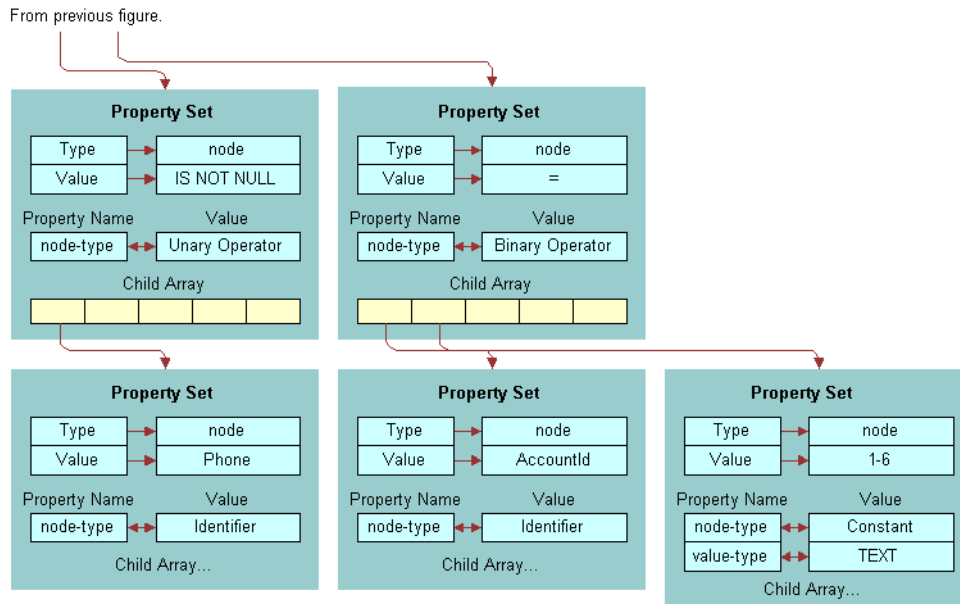 From previous figure.
Property Set
Type node
Value IS NOT NULL
Property Name Value
node-type Unary Operator
Child Array
Property Set
Type node
Value =
Property Name Value
node-type Binary Operator
Child Array
Property Set
Type node
Value Phone
Property Name Value
node-type Identifier
Child Array...
Property Set
Type node
Value AccountId
Property Name Value
node-type Identifier
Child Array...
Property Set
Type node
Value 1-6
Property Name Value
node-type Constant
value-type TEXT
Child Array...